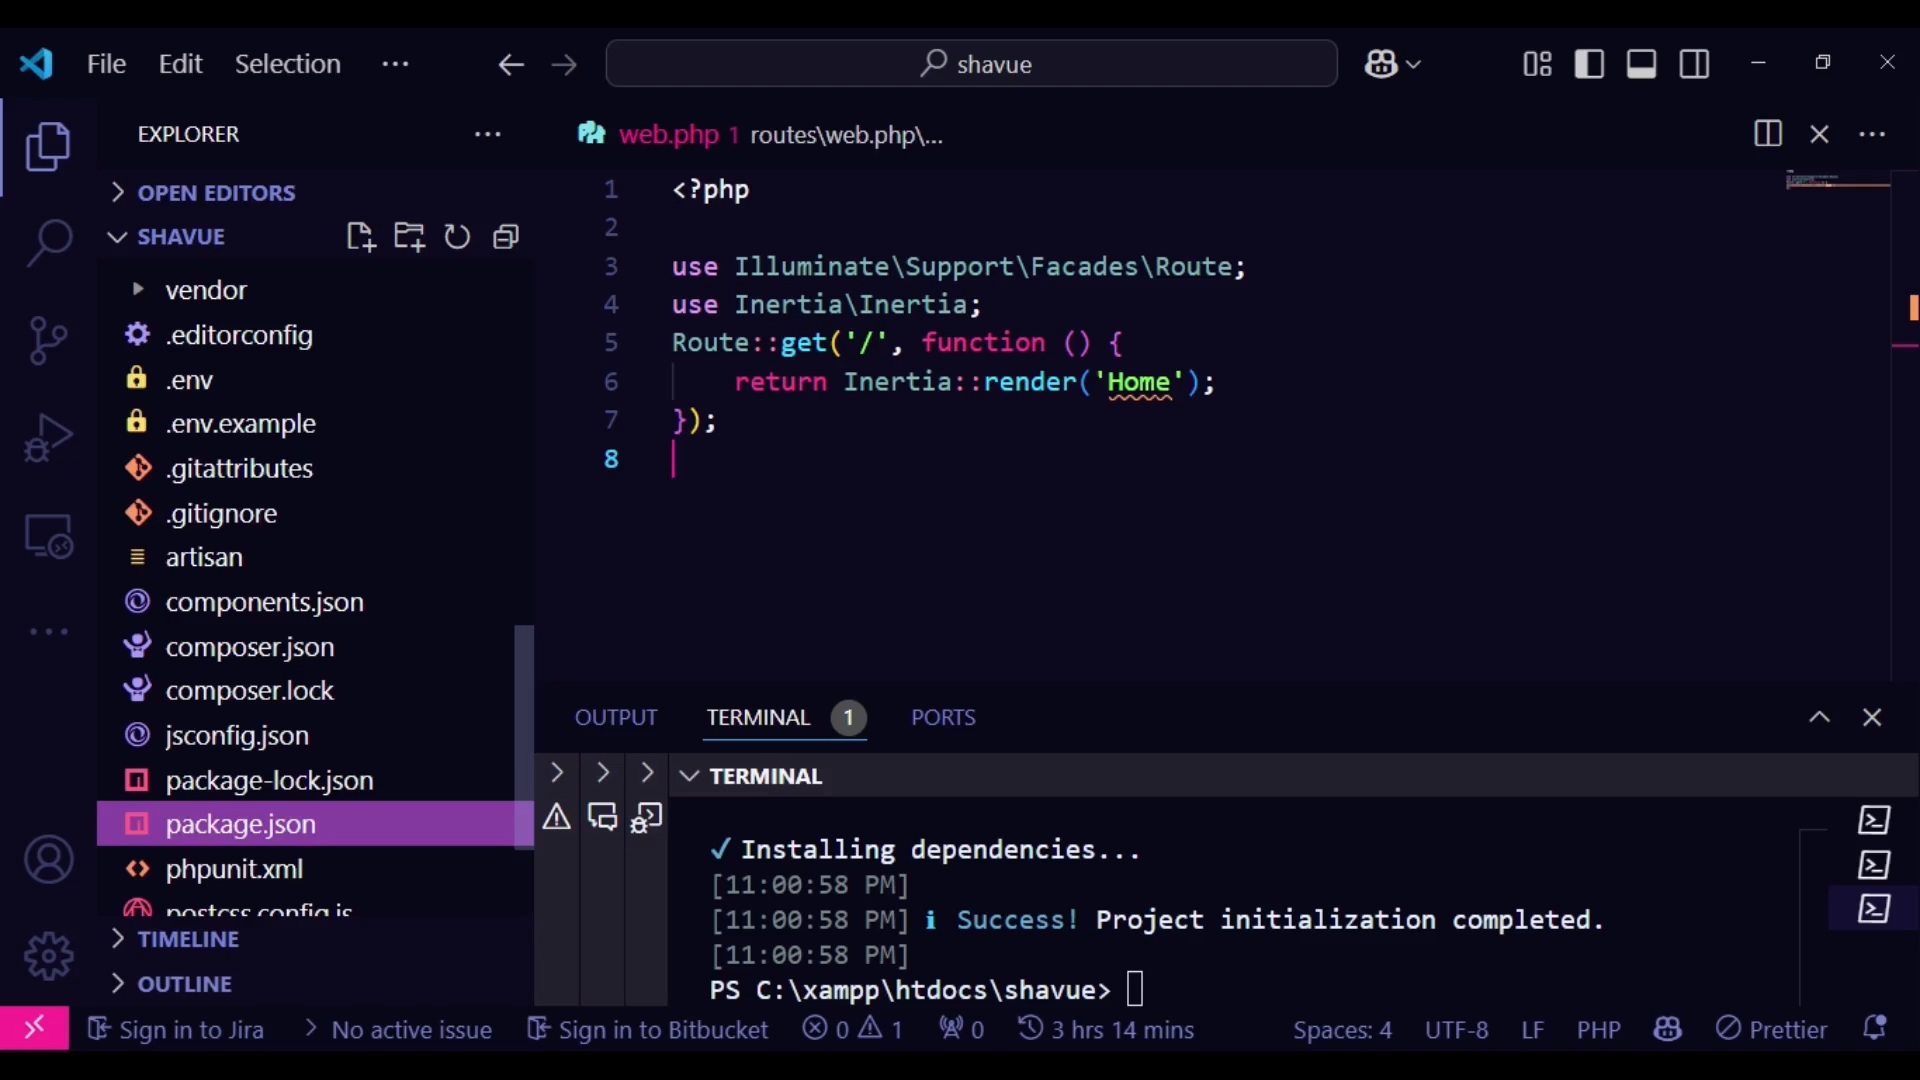 File Edit Selection ··· shavue
EXPLORER ···
web.php 1 routes\web.php\... ···
OPEN EDITORS
SHAVUE
vendor
.editorconfig
.env
.env.example
.gitattributes
.gitignore
artisan
components.json
composer.json
composer.lock
jsconfig.json
package-lock.json
package.json
phpunit.xml
postcss.config.js
TIMELINE
OUTLINE
1 <?php
2
3 use Illuminate\Support\Facades\Route;
4 use Inertia\Inertia;
5 Route::get('/', function () {
6     return Inertia::render('Home');
7 });
8
OUTPUT TERMINAL 1 PORTS
TERMINAL
✓ Installing dependencies...
[11:00:58 PM]
[11:00:58 PM] i Success! Project initialization completed.
[11:00:58 PM]
PS C:\xampp\htdocs\shavue>
Sign in to Jira > No active issue Sign in to Bitbucket 0 1 0 3 hrs 14 mins Spaces: 4 UTF-8 LF PHP Prettier